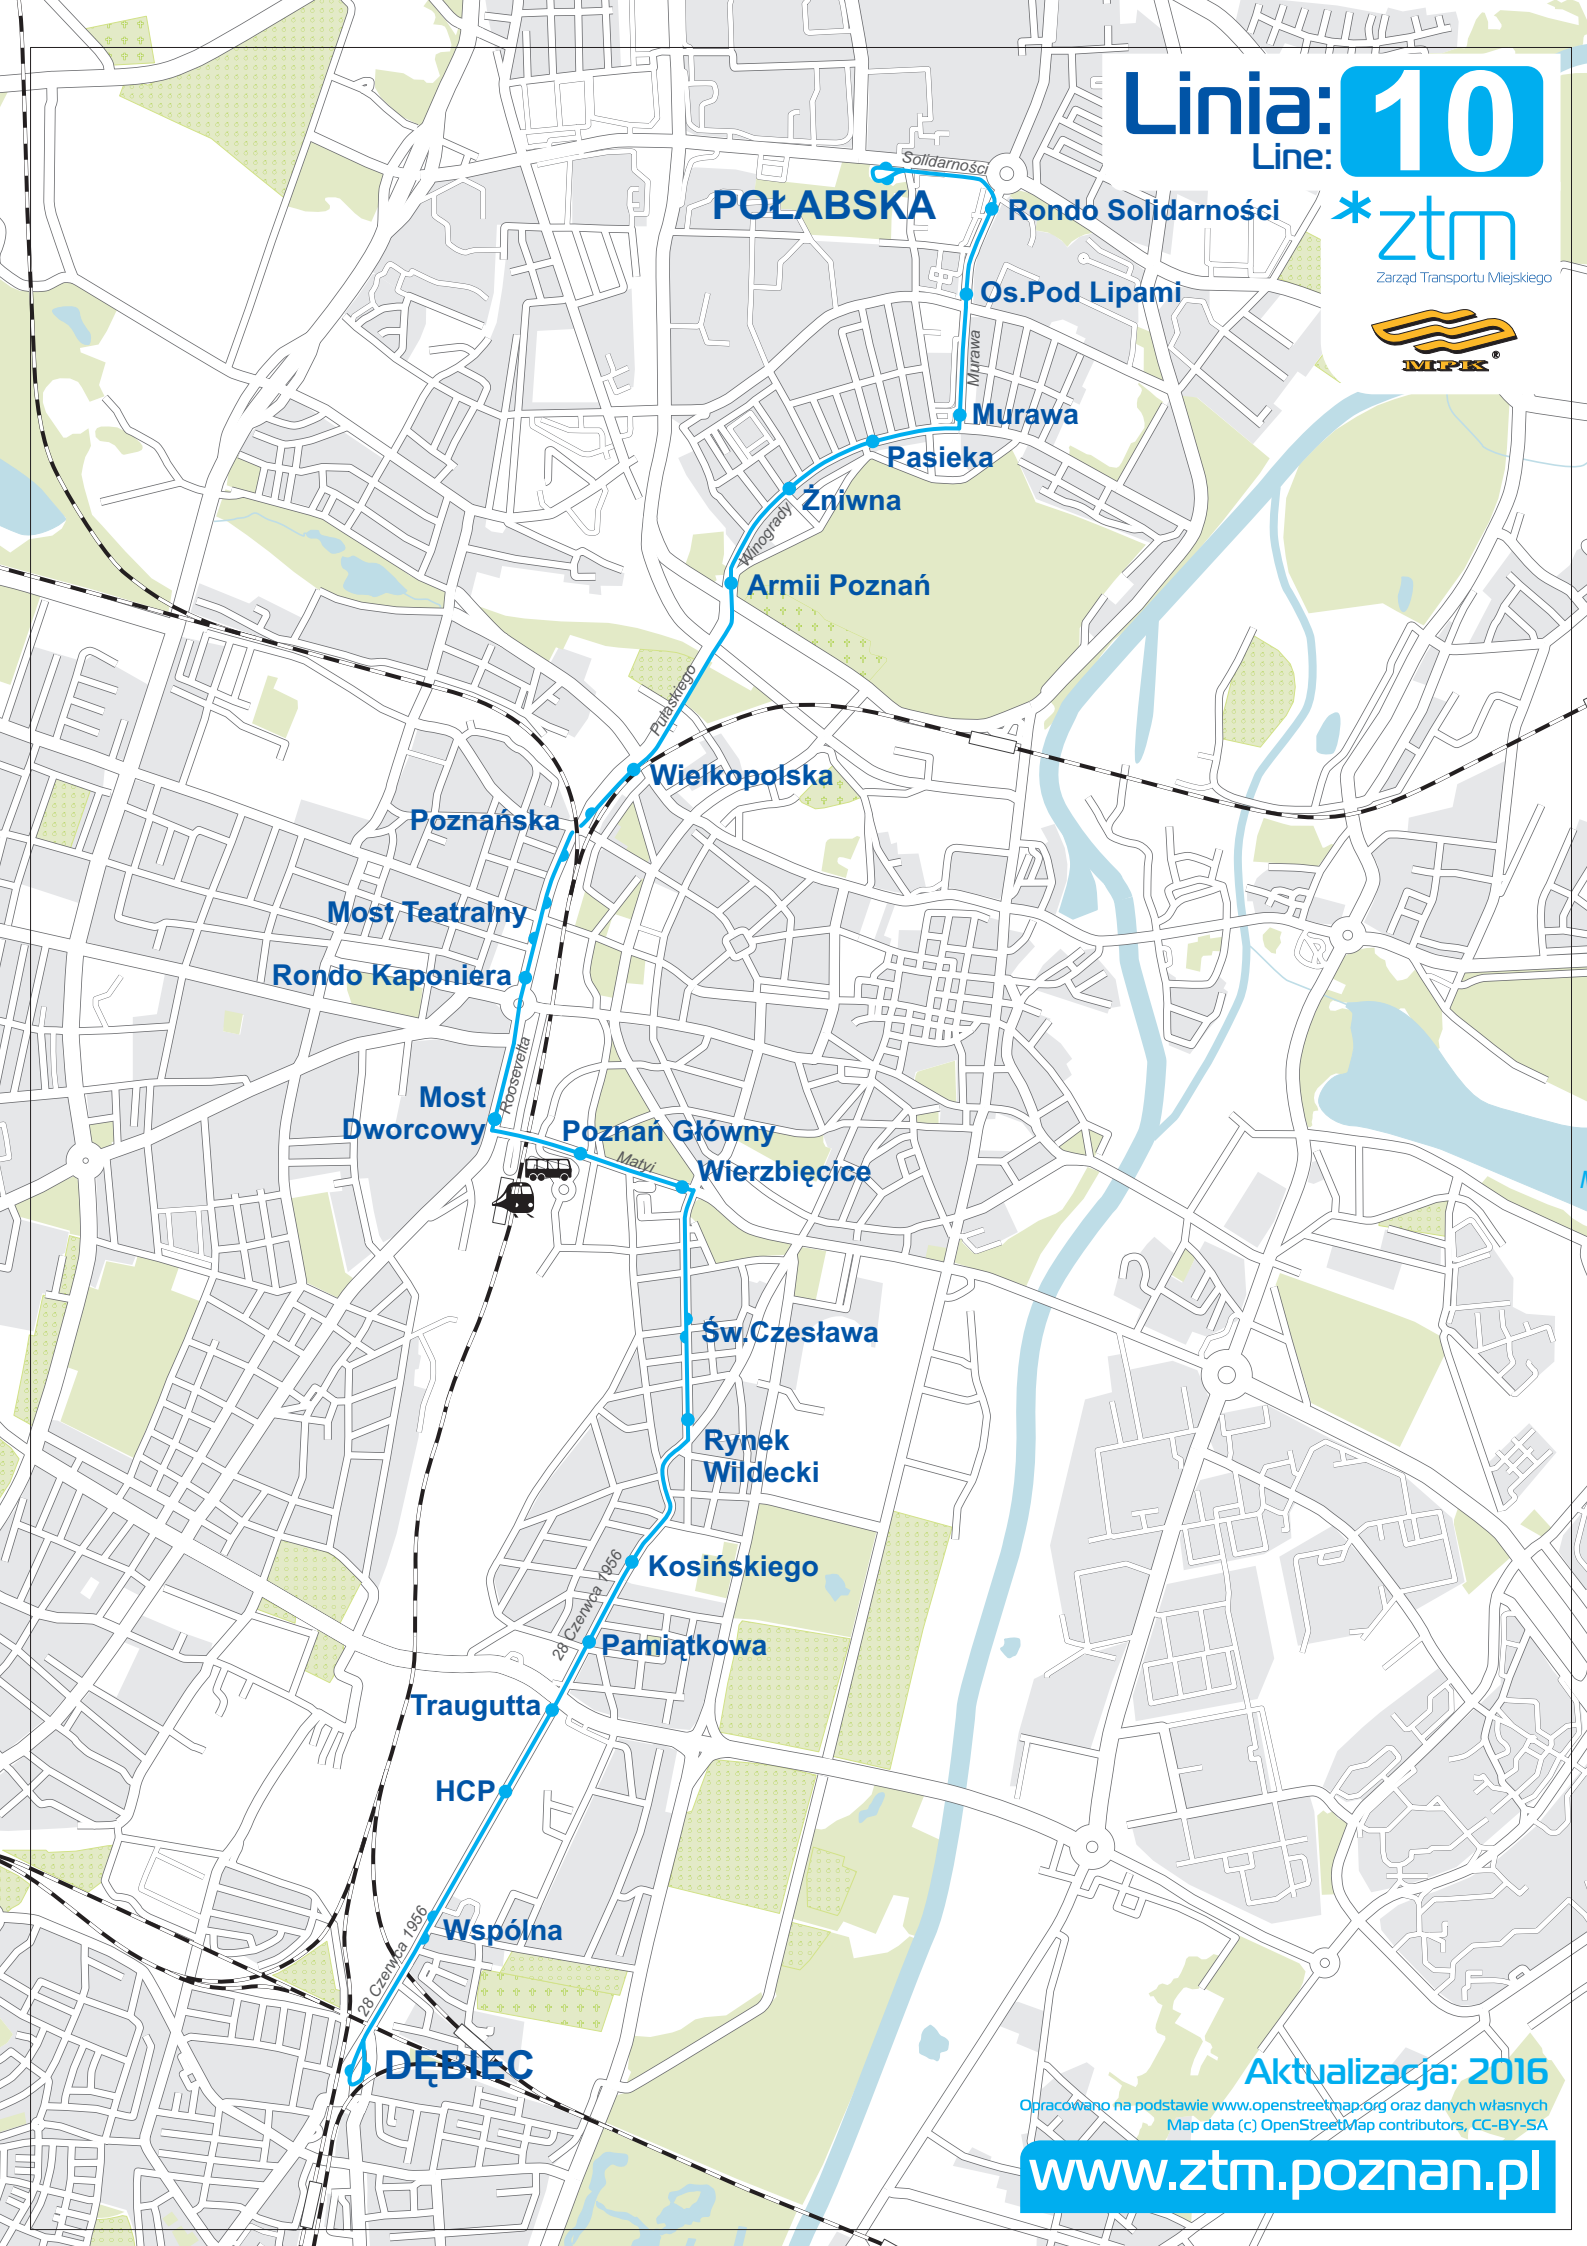 Linia: 10
Line:
ztm
Zarząd Transportu Miejskiego
MPK®
Solidarności
POŁABSKA
Rondo Solidarności
Os.Pod Lipami
Murawa
Murawa
Pasieka
Żniwna
Winogrady
Armii Poznań
Pułaskiego
Wielkopolska
Poznańska
Most Teatralny
Rondo Kaponiera
Roosevelta
Most
Dworcowy
Poznań Główny
Matyi
Wierzbięcice
Św.Czesława
Rynek
Wildecki
28 Czerwca 1956
Kosińskiego
Pamiątkowa
Traugutta
HCP
28 Czerwca 1956
Wspólna
DĘBIEC
Aktualizacja: 2016
Opracowano na podstawie www.openstreetmap.org oraz danych własnych
Map data (c) OpenStreetMap contributors, CC-BY-SA
www.ztm.poznan.pl